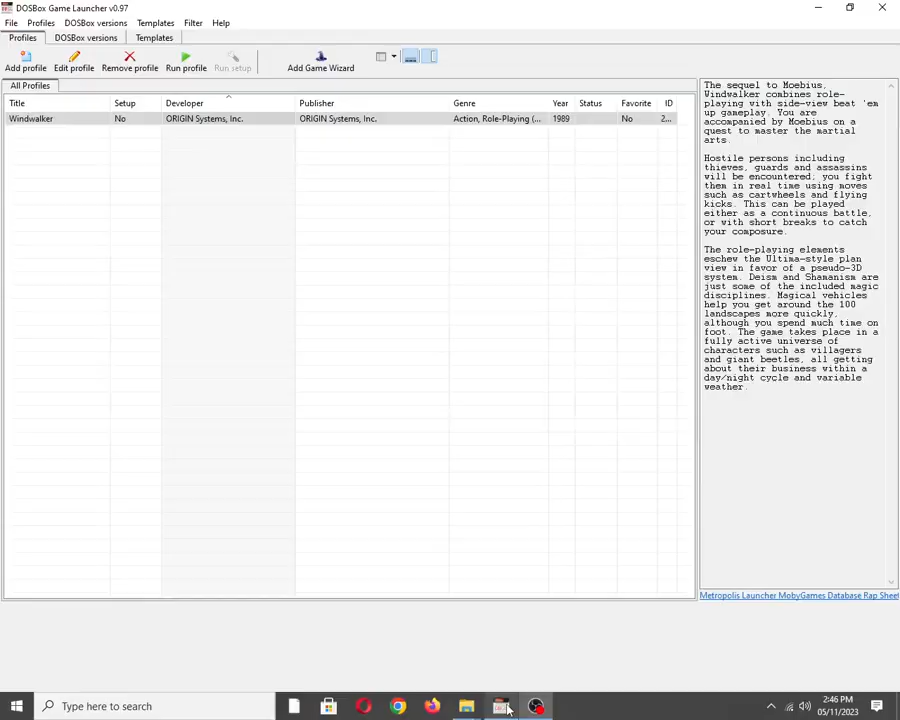 DOSBox Game Launcher v0.97
File Profiles DOSBox versions Templates Filter Help
Profiles DOSBox versions Templates
Add profile Edit profile Remove profile Run profile Run setup Add Game Wizard
All Profiles
Title Setup Developer Publisher Genre Year Status Favorite ID
Windwalker No ORIGIN Systems, Inc. ORIGIN Systems, Inc. Action, Role-Playing (... 1989 No 2...
The sequel to Moebius,
Windwalker combines role-
playing with side-view beat 'em
up gameplay. You are
accompanied by Moebius on a
quest to master the martial
arts.
Hostile persons including
thieves, guards and assassins
will be encountered; you fight
them in real time using moves
such as cartwheels and flying
kicks. This can be played
either as a continuous battle,
or with short breaks to catch
your composure.
The role-playing elements
eschew the Ultima-style plan
view in favor of a pseudo-3D
system. Deism and Shamanism are
just some of the included magic
disciplines. Magical vehicles
help you get around the 100
landscapes more quickly,
although you spend much time on
foot. The game takes place in a
fully active universe of
characters such as villagers
and giant beetles, all getting
about their business within a
day/night cycle and variable
weather.
Metropolis Launcher MobyGames Database Rap Sheet
Type here to search
2:46 PM
05/11/2023